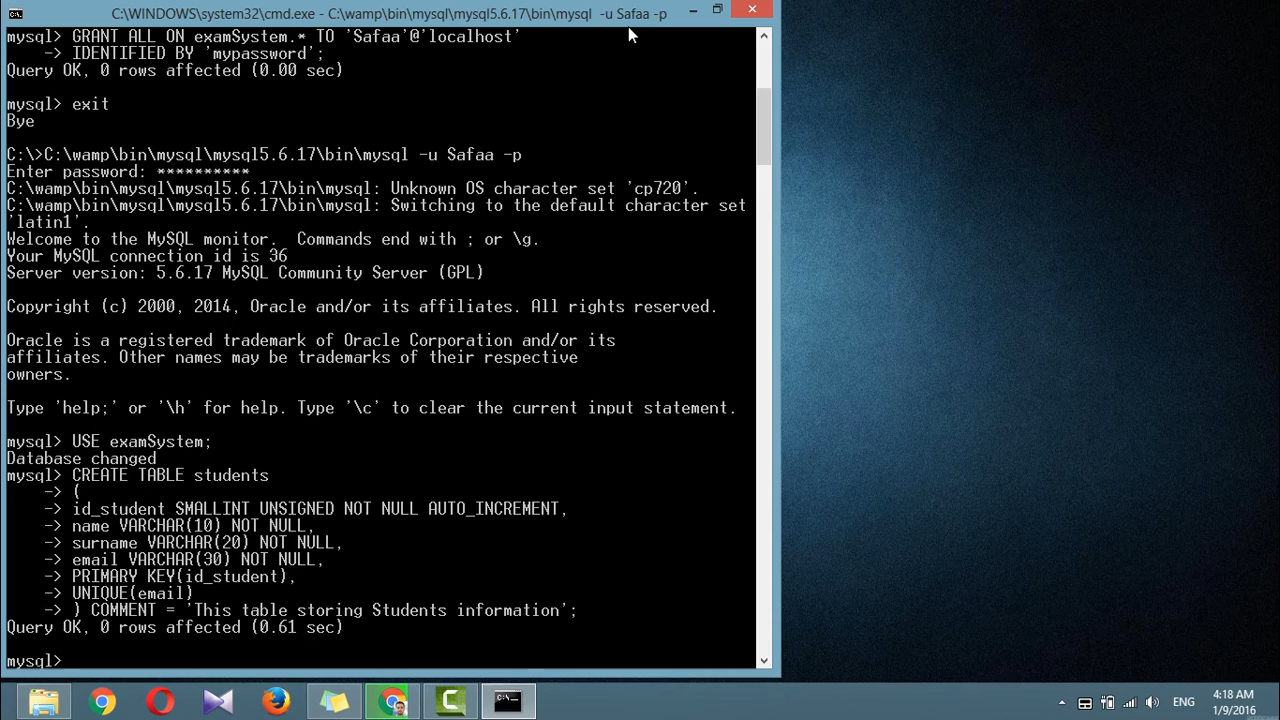 C:\WINDOWS\system32\cmd.exe - C:\wamp\bin\mysql\mysql5.6.17\bin\mysql -u Safaa -p
mysql> GRANT ALL ON examSystem.* TO 'Safaa'@'localhost'
-> IDENTIFIED BY 'mypassword';
Query OK, 0 rows affected (0.00 sec)
mysql> exit
Bye
C:\>C:\wamp\bin\mysql\mysql5.6.17\bin\mysql -u Safaa -p
Enter password: **********
C:\wamp\bin\mysql\mysql5.6.17\bin\mysql: Unknown OS character set 'cp720'.
C:\wamp\bin\mysql\mysql5.6.17\bin\mysql: Switching to the default character set
'latin1'.
Welcome to the MySQL monitor.  Commands end with ; or \g.
Your MySQL connection id is 36
Server version: 5.6.17 MySQL Community Server (GPL)
Copyright (c) 2000, 2014, Oracle and/or its affiliates. All rights reserved.
Oracle is a registered trademark of Oracle Corporation and/or its
affiliates. Other names may be trademarks of their respective
owners.
Type 'help;' or '\h' for help. Type '\c' to clear the current input statement.
mysql> USE examSystem;
Database changed
mysql> CREATE TABLE students
-> (
-> id_student SMALLINT UNSIGNED NOT NULL AUTO_INCREMENT,
-> name VARCHAR(10) NOT NULL,
-> surname VARCHAR(20) NOT NULL,
-> email VARCHAR(30) NOT NULL,
-> PRIMARY KEY(id_student),
-> UNIQUE(email)
-> ) COMMENT = 'This table storing Students information';
Query OK, 0 rows affected (0.61 sec)
mysql>
C:\.
ENG
4:18 AM
1/9/2016